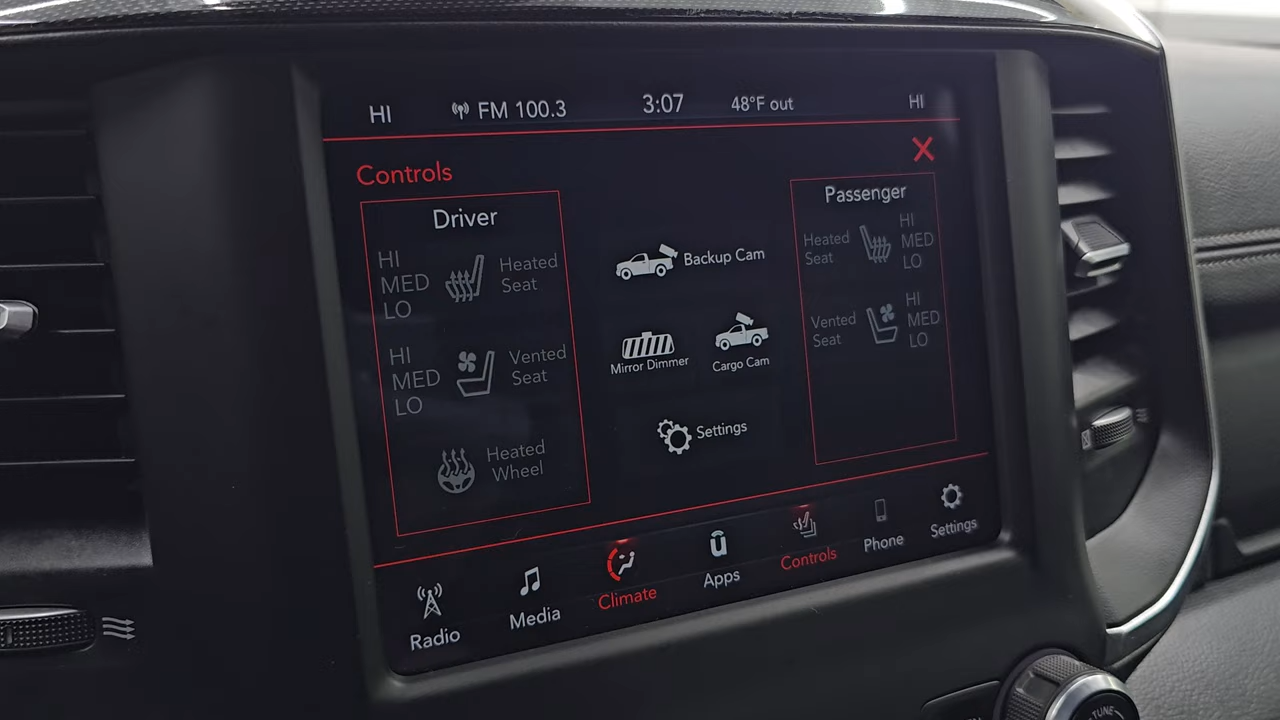 HI FM 100.3 3:07 48°F out HI
Controls
X
Driver
HI
MED
LO
Heated
Seat
HI
MED
LO
Vented
Seat
Heated
Wheel
Backup Cam
Mirror Dimmer
Cargo Cam
Settings
Passenger
Heated
Seat
HI
MED
LO
Vented
Seat
HI
MED
LO
Radio
Media
Climate
Apps
Controls
Phone
Settings
TUNE